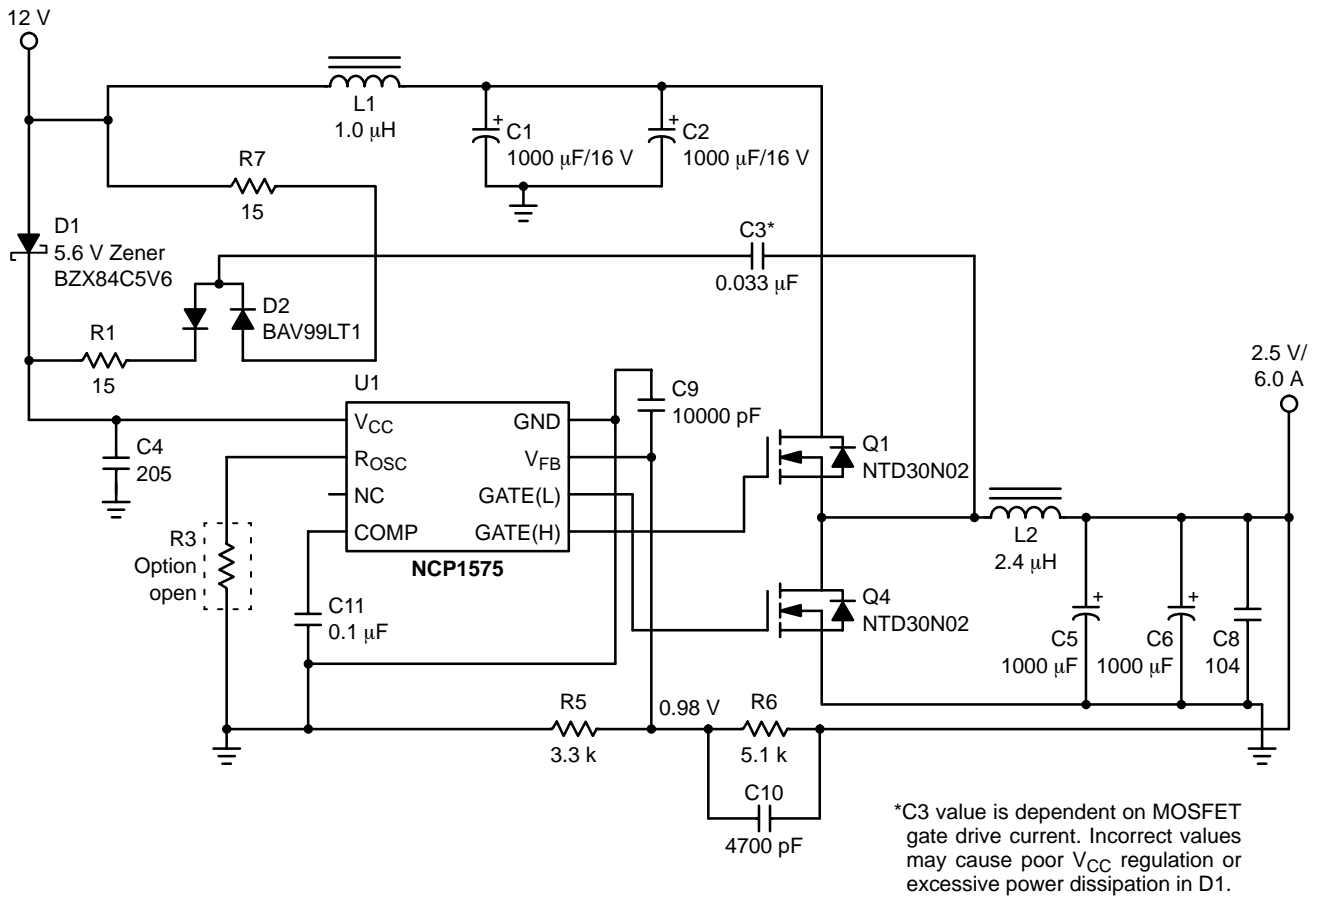 12 V
L1
1.0 μH
C1
1000 μF/16 V
C2
1000 μF/16 V
R7
15
D1
5.6 V Zener
BZX84C5V6
C3*
0.033 μF
D2
BAV99LT1
R1
15
2.5 V/
6.0 A
U1
C9
10000 pF
VCC
GND
C4
205
ROSC
VFB
Q1
NTD30N02
NC
GATE(L)
COMP
GATE(H)
NCP1575
R3
Option
open
L2
2.4 μH
C11
0.1 μF
Q4
NTD30N02
C5
1000 μF
C6
1000 μF
C8
104
R5
3.3 k
0.98 V
R6
5.1 k
C10
4700 pF
*C3 value is dependent on MOSFET
gate drive current. Incorrect values
may cause poor VCC regulation or
excessive power dissipation in D1.
+
+
+
+